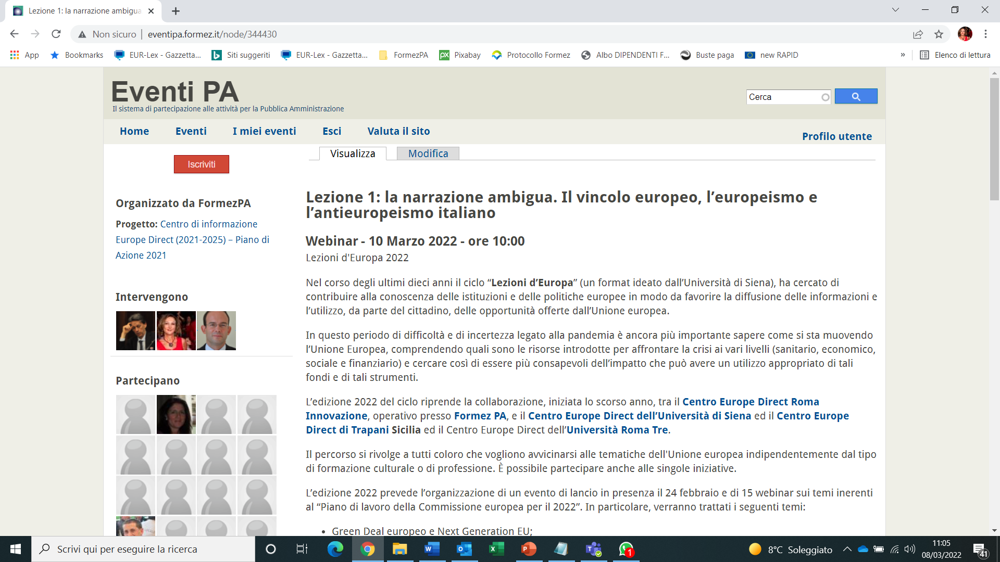 Lezione 1: la narrazione ambigua
Non sicuro | eventipa.formez.it/node/344430
App Bookmarks EUR-Lex - Gazzetta... Siti suggeriti EUR-Lex - Gazzetta... FormezPA Pixabay Protocollo Formez Albo DIPENDENTI F... Buste paga new RAPID » Elenco di lettura
Eventi PA
Il sistema di partecipazione alle attività per la Pubblica Amministrazione
Cerca
Home Eventi I miei eventi Esci Valuta il sito
Profilo utente
Iscriviti
Organizzato da FormezPA
Progetto: Centro di informazione
Europe Direct (2021-2025) – Piano di
Azione 2021
Intervengono
Partecipano
Visualizza Modifica
Lezione 1: la narrazione ambigua. Il vincolo europeo, l’europeismo e
l’antieuropeismo italiano
Webinar - 10 Marzo 2022 - ore 10:00
Lezioni d'Europa 2022
Nel corso degli ultimi dieci anni il ciclo “Lezioni d’Europa” (un format ideato dall’Università di Siena), ha cercato di
contribuire alla conoscenza delle istituzioni e delle politiche europee in modo da favorire la diffusione delle informazioni e
l’utilizzo, da parte del cittadino, delle opportunità offerte dall’Unione europea.
In questo periodo di difficoltà e di incertezza legato alla pandemia è ancora più importante sapere come si sta muovendo
l’Unione Europea, comprendendo quali sono le risorse introdotte per affrontare la crisi ai vari livelli (sanitario, economico,
sociale e finanziario) e cercare così di essere più consapevoli dell’impatto che può avere un utilizzo appropriato di tali
fondi e di tali strumenti.
L’edizione 2022 del ciclo riprende la collaborazione, iniziata lo scorso anno, tra il Centro Europe Direct Roma
Innovazione, operativo presso Formez PA, e il Centro Europe Direct dell’Università di Siena ed il Centro Europe
Direct di Trapani Sicilia ed il Centro Europe Direct dell’Università Roma Tre.
Il percorso si rivolge a tutti coloro che vogliono avvicinarsi alle tematiche dell'Unione europea indipendentemente dal tipo
di formazione culturale o di professione. È possibile partecipare anche alle singole iniziative.
L’edizione 2022 prevede l’organizzazione di un evento di lancio in presenza il 24 febbraio e di 15 webinar sui temi inerenti
al “Piano di lavoro della Commissione europea per il 2022”. In particolare, verranno trattati i seguenti temi:
• Green Deal europeo e Next Generation EU;
Scrivi qui per eseguire la ricerca
1
8°C Soleggiato
11:05
08/03/2022
41